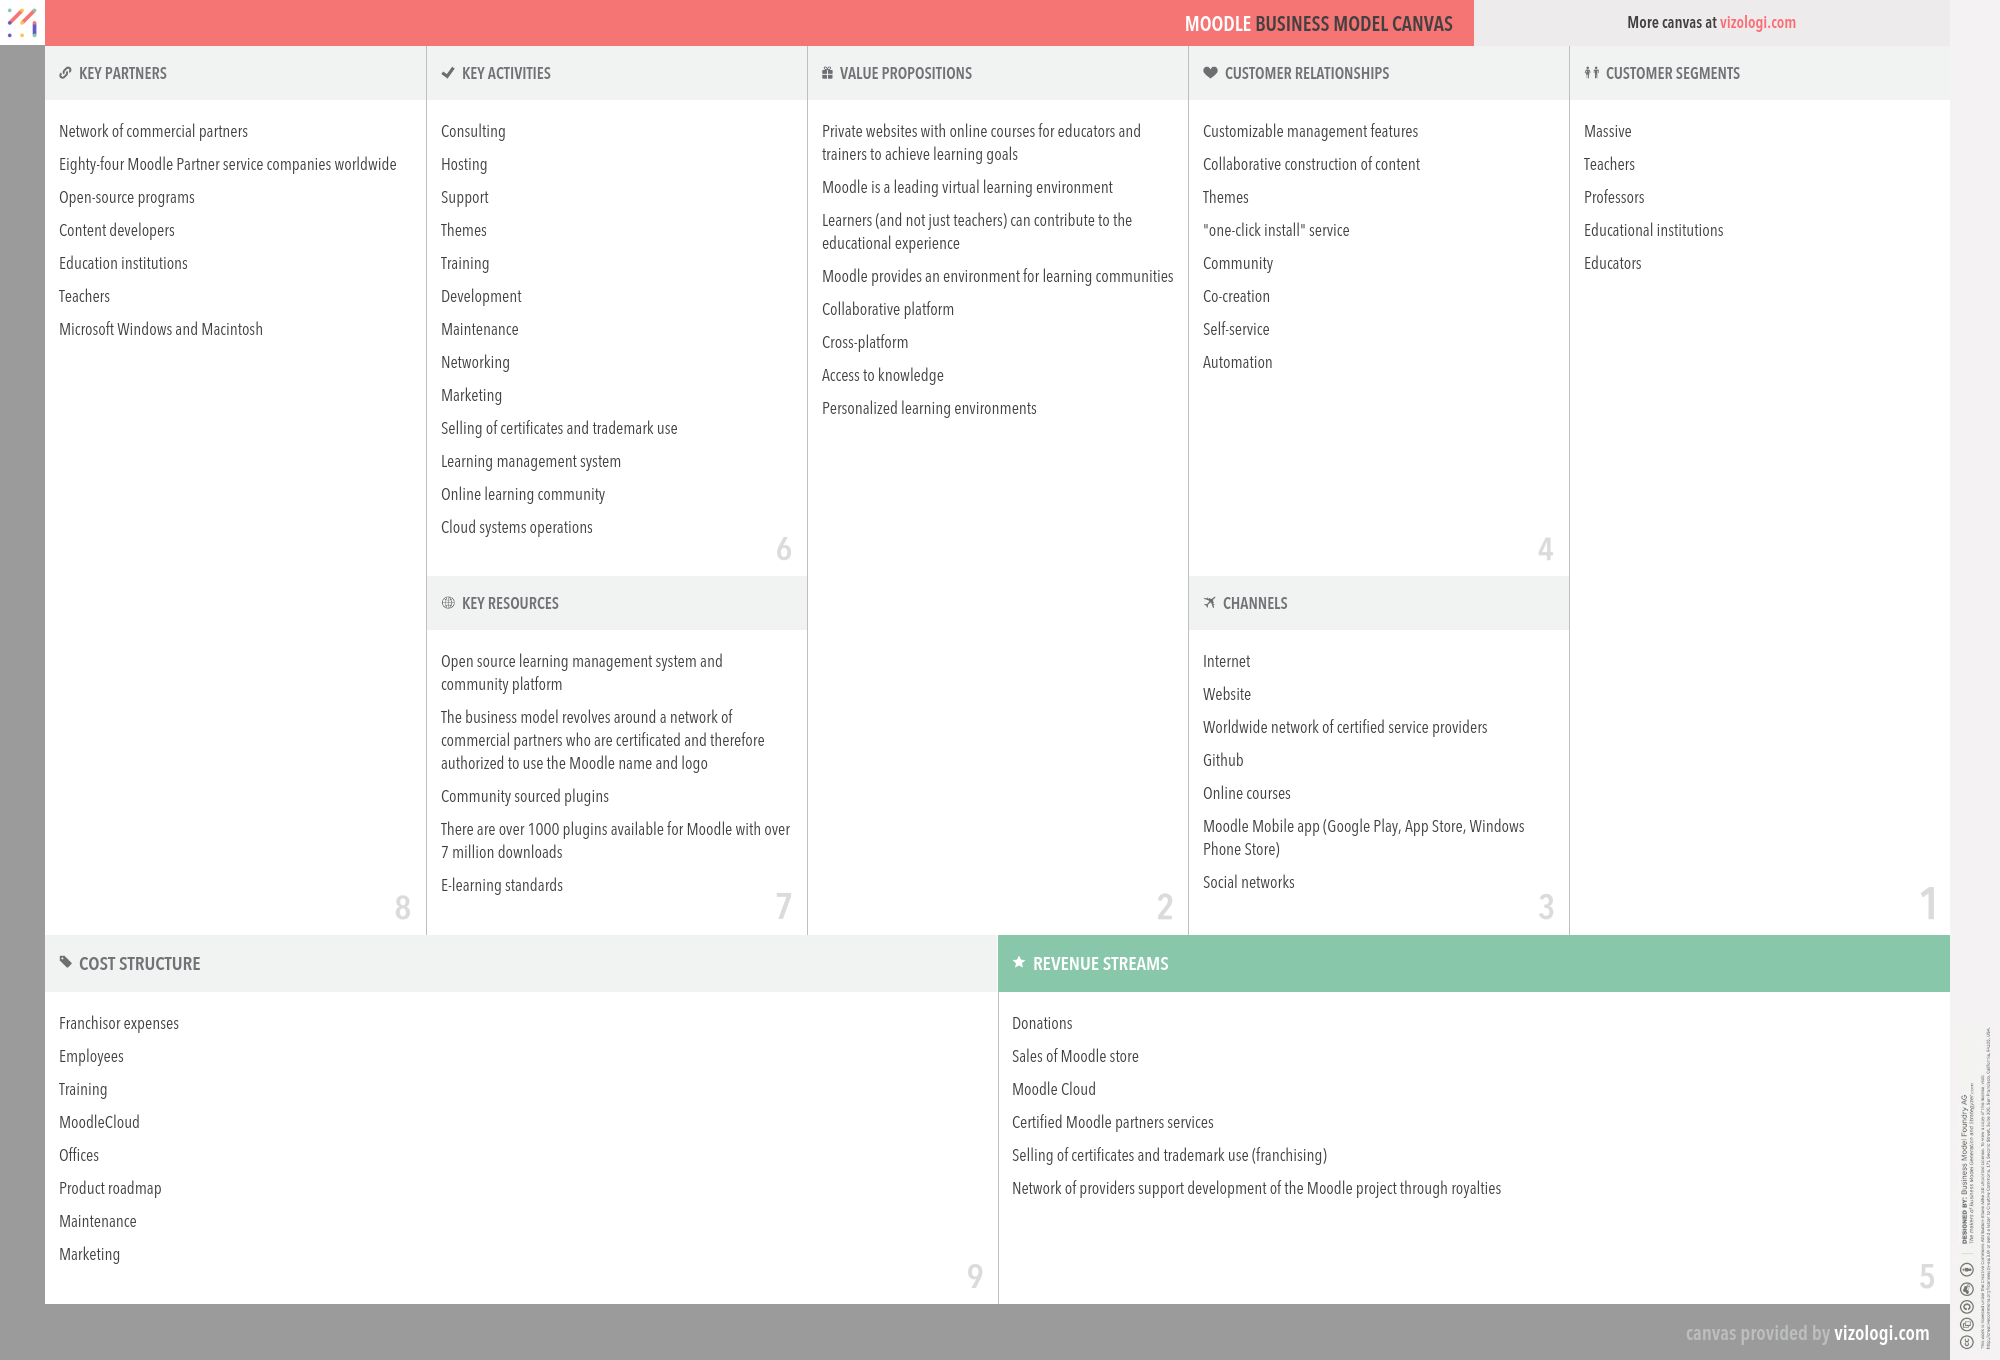 MOODLE BUSINESS MODEL CANVAS
More canvas at vizologi.com
KEY PARTNERS
Network of commercial partners
Eighty-four Moodle Partner service companies worldwide
Open-source programs
Content developers
Education institutions
Teachers
Microsoft Windows and Macintosh
8
KEY ACTIVITIES
Consulting
Hosting
Support
Themes
Training
Development
Maintenance
Networking
Marketing
Selling of certificates and trademark use
Learning management system
Online learning community
Cloud systems operations
6
KEY RESOURCES
Open source learning management system and
community platform
The business model revolves around a network of
commercial partners who are certificated and therefore
authorized to use the Moodle name and logo
Community sourced plugins
There are over 1000 plugins available for Moodle with over
7 million downloads
E-learning standards
7
VALUE PROPOSITIONS
Private websites with online courses for educators and
trainers to achieve learning goals
Moodle is a leading virtual learning environment
Learners (and not just teachers) can contribute to the
educational experience
Moodle provides an environment for learning communities
Collaborative platform
Cross-platform
Access to knowledge
Personalized learning environments
2
CUSTOMER RELATIONSHIPS
Customizable management features
Collaborative construction of content
Themes
"one-click install" service
Community
Co-creation
Self-service
Automation
4
CHANNELS
Internet
Website
Worldwide network of certified service providers
Github
Online courses
Moodle Mobile app (Google Play, App Store, Windows
Phone Store)
Social networks
3
CUSTOMER SEGMENTS
Massive
Teachers
Professors
Educational institutions
Educators
1
COST STRUCTURE
Franchisor expenses
Employees
Training
MoodleCloud
Offices
Product roadmap
Maintenance
Marketing
9
REVENUE STREAMS
Donations
Sales of Moodle store
Moodle Cloud
Certified Moodle partners services
Selling of certificates and trademark use (franchising)
Network of providers support development of the Moodle project through royalties
5
canvas provided by vizologi.com
DESIGNED BY: Business Model Foundry AG
The makers of Business Model Generation and Strategyzer.com